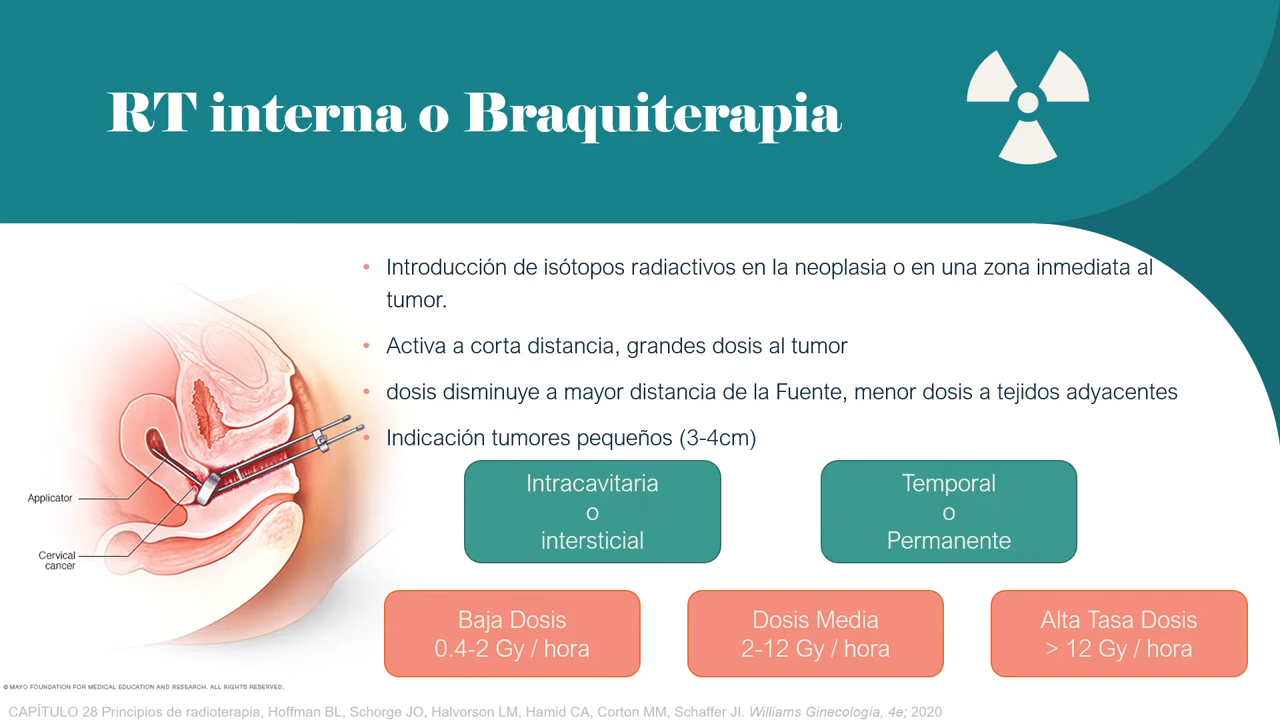 RT interna o Braquiterapia
• Introducción de isótopos radiactivos en la neoplasia o en una zona inmediata al
tumor.
• Activa a corta distancia, grandes dosis al tumor
• dosis disminuye a mayor distancia de la Fuente, menor dosis a tejidos adyacentes
• Indicación tumores pequeños (3-4cm)
Applicator
Cervical
cancer
Intracavitaria
o
intersticial
Temporal
o
Permanente
Baja Dosis
0.4-2 Gy / hora
Dosis Media
2-12 Gy / hora
Alta Tasa Dosis
> 12 Gy / hora
© MAYO FOUNDATION FOR MEDICAL EDUCATION AND RESEARCH. ALL RIGHTS RESERVED.
CAPÍTULO 28 Principios de radioterapia, Hoffman BL, Schorge JO, Halvorson LM, Hamid CA, Corton MM, Schaffer JI. Williams Ginecología, 4e; 2020